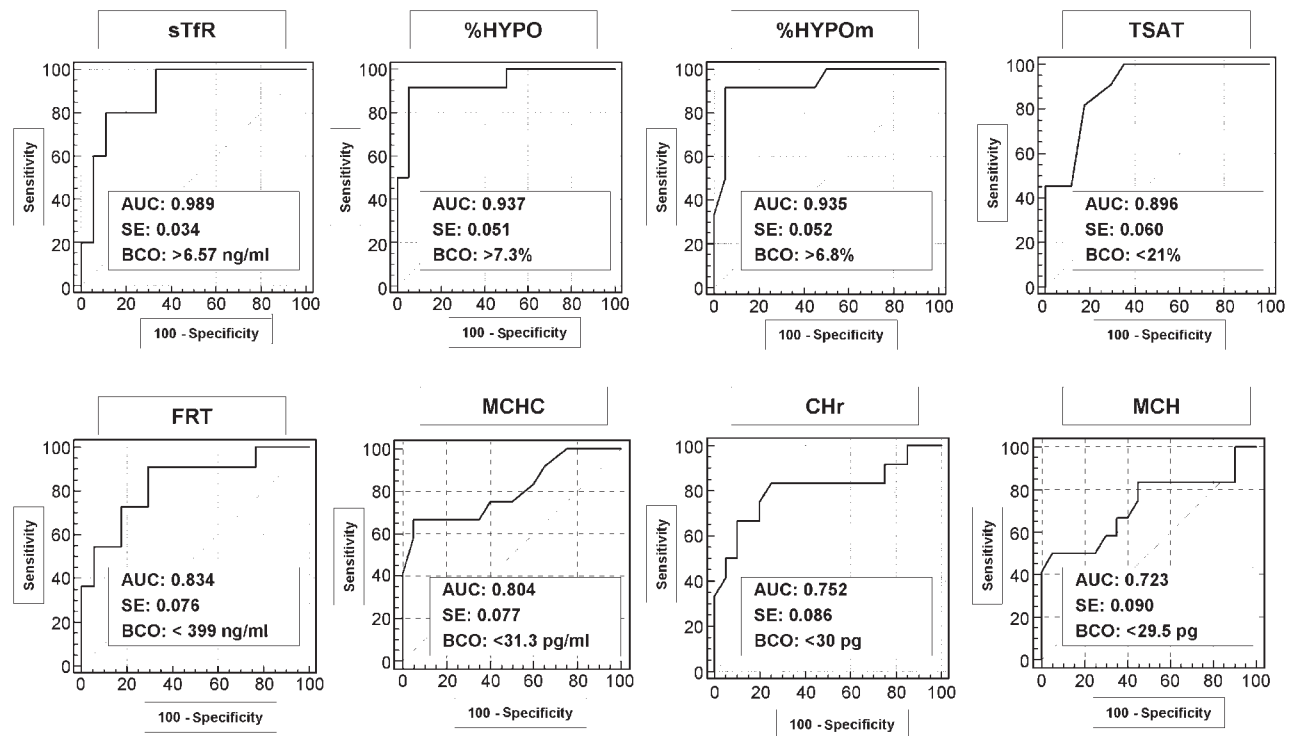 sTfR
100
80
60
40
20
0
Sensitivity
AUC: 0.989
SE: 0.034
BCO: >6.57 ng/ml
0 20 40 60 80 100
100 - Specificity
%HYPO
100
80
60
40
20
0
Sensitivity
AUC: 0.937
SE: 0.051
BCO: >7.3%
0 20 40 60 80 100
100 - Specificity
%HYPOm
100
80
60
40
20
0
Sensitivity
AUC: 0.935
SE: 0.052
BCO: >6.8%
0 20 40 60 80 100
100 - Specificity
TSAT
100
80
60
40
20
0
Sensitivity
AUC: 0.896
SE: 0.060
BCO: <21%
0 20 40 60 80 100
100 - Specificity
FRT
100
80
60
40
20
0
Sensitivity
AUC: 0.834
SE: 0.076
BCO: < 399 ng/ml
0 20 40 60 80 100
100 - Specificity
MCHC
100
80
60
40
20
0
Sensitivity
AUC: 0.804
SE: 0.077
BCO: <31.3 pg/ml
0 20 40 60 80 100
100 - Specificity
CHr
100
80
60
40
20
0
Sensitivity
AUC: 0.752
SE: 0.086
BCO: <30 pg
0 20 40 60 80 100
100 - Specificity
MCH
100
80
60
40
20
0
Sensitivity
AUC: 0.723
SE: 0.090
BCO: <29.5 pg
0 20 40 60 80 100
100 - Specificity